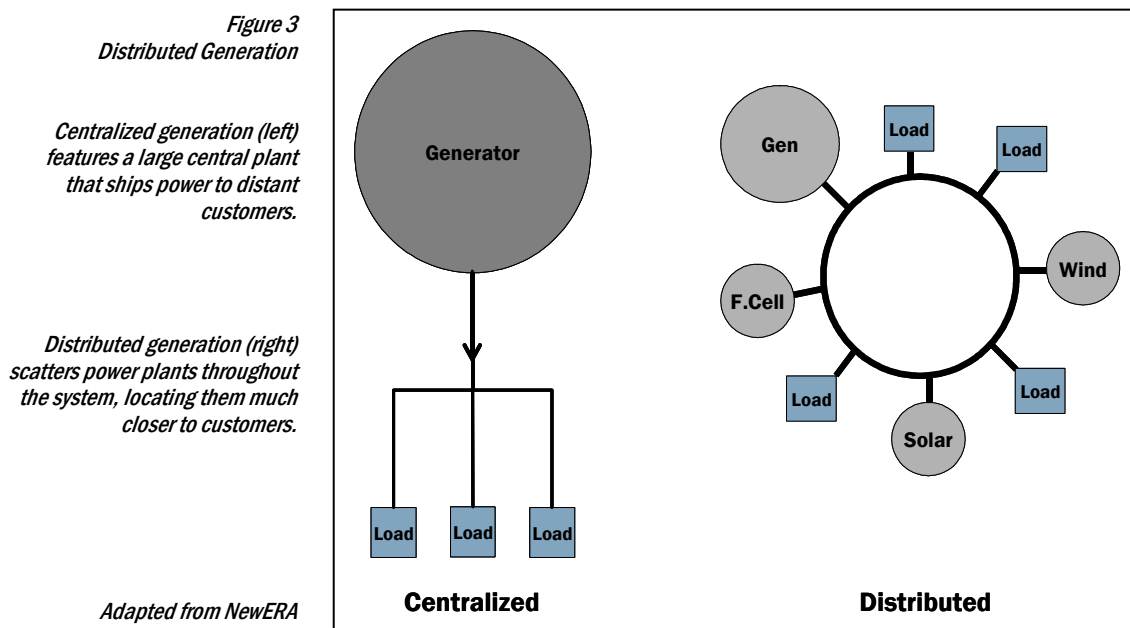 Figure 3
Distributed Generation
Centralized generation (left)
features a large central plant
that ships power to distant
customers.
Distributed generation (right)
scatters power plants throughout
the system, locating them much
closer to customers.
Adapted from NewERA
Generator
Load
Load
Load
Centralized
Gen
Load
Load
Wind
F.Cell
Load
Load
Solar
Distributed